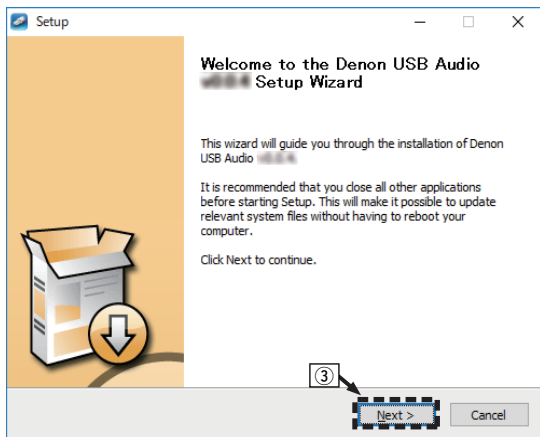 Setup
Welcome to the Denon USB Audio
Setup Wizard
This wizard will guide you through the installation of Denon
USB Audio
It is recommended that you close all other applications
before starting Setup. This will make it possible to update
relevant system files without having to reboot your
computer.
Click Next to continue.
③
Next >
Cancel